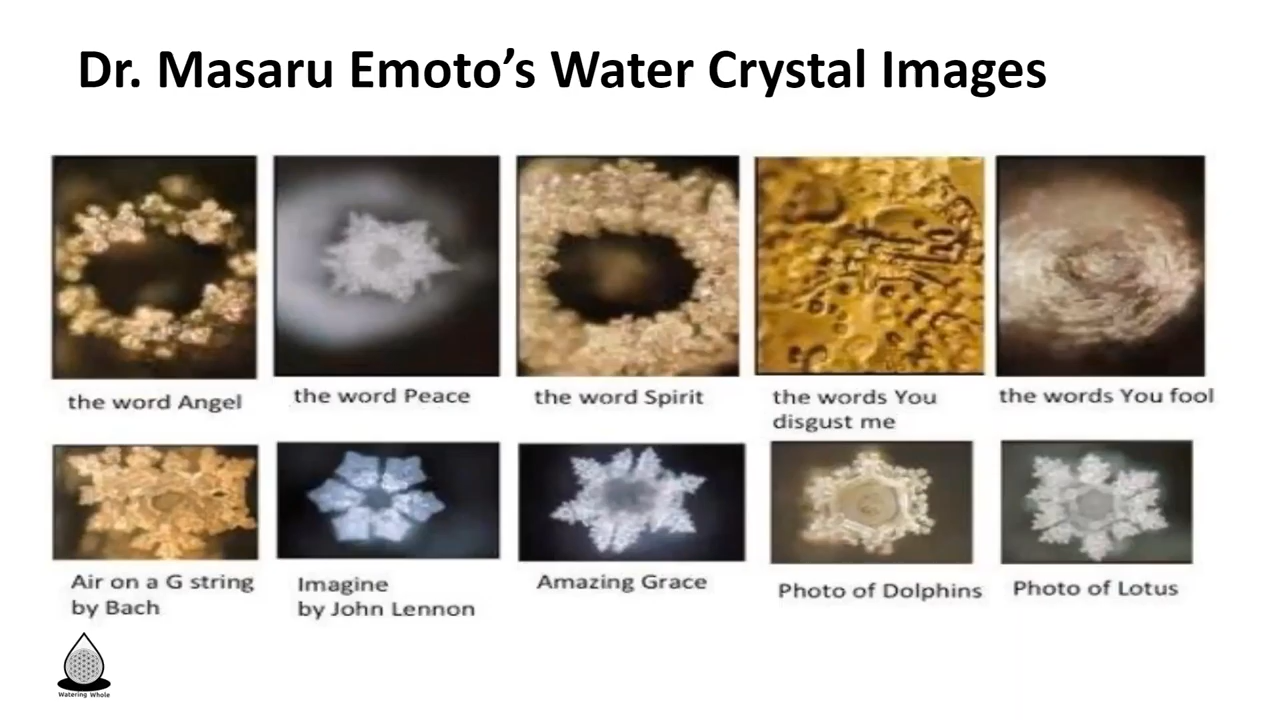 Dr. Masaru Emoto’s Water Crystal Images
the word Angel
the word Peace
the word Spirit
the words You
disgust me
the words You fool
Air on a G string
by Bach
Imagine
by John Lennon
Amazing Grace
Photo of Dolphins
Photo of Lotus
Watering Whole